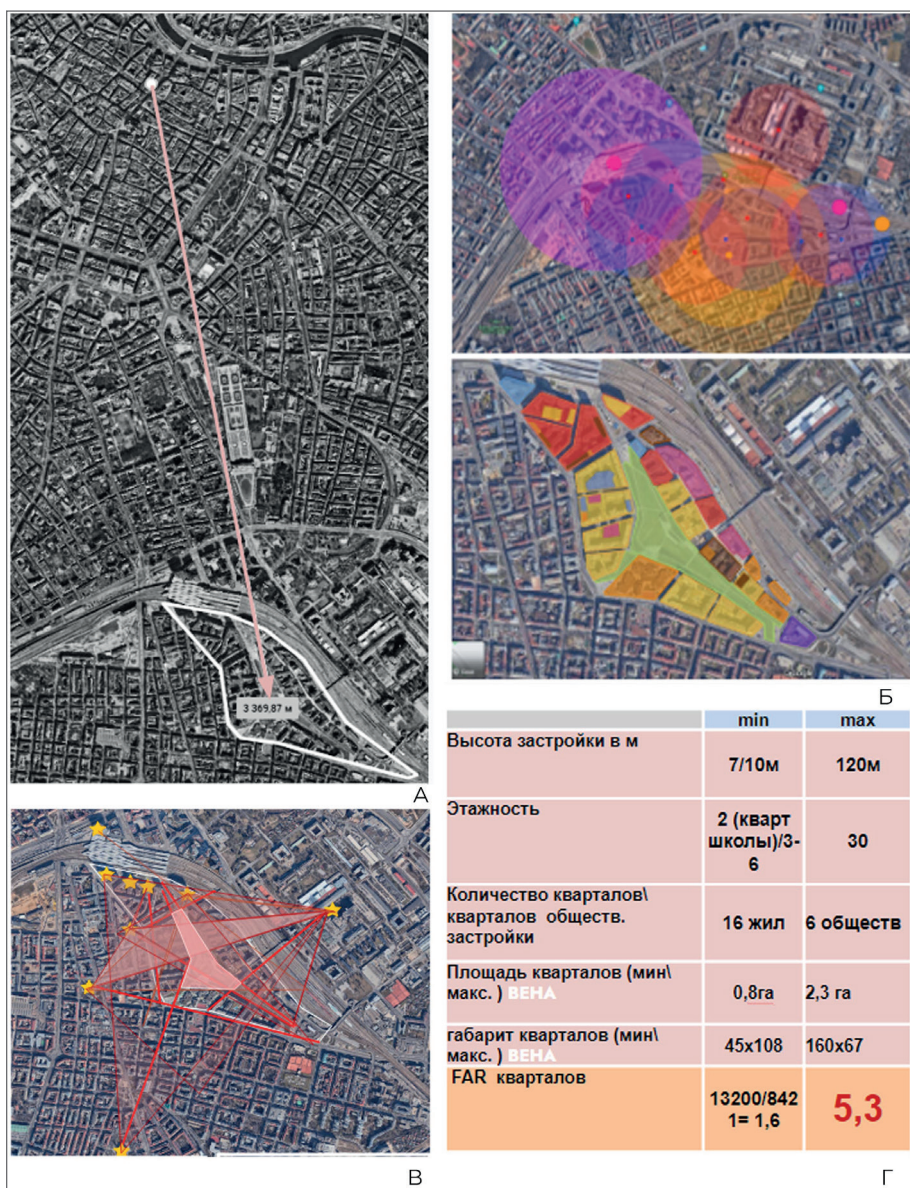 3 369,87 м
А
Б
В
min
max
Высота застройки в м
7/10м
120м
Этажность
2 (кварт
школы)/3-
6
30
Количество кварталов\
кварталов обществ.
застройки
16 жил
6 обществ
Площадь кварталов (мин\
макс. ) ВЕНА
0,8га
2,3 га
габарит кварталов (мин\
макс. ) ВЕНА
45х108
160х67
FAR кварталов
13200/842
1= 1,6
5,3
Г